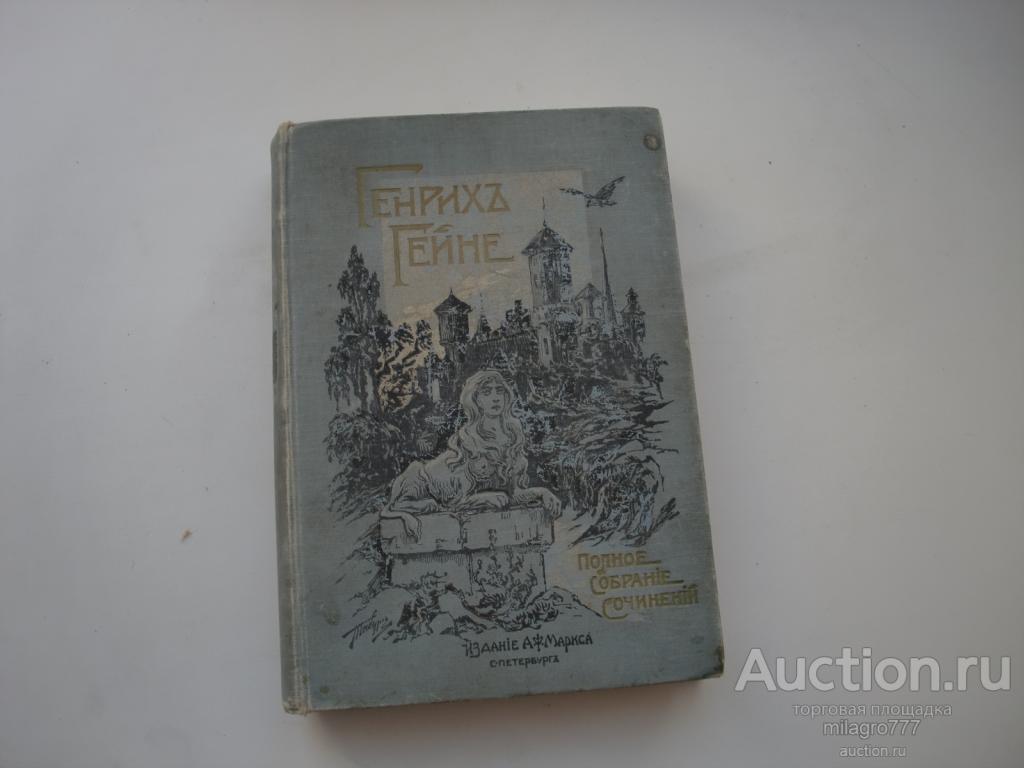 Генрихъ
Гейне
Полное
Собраніе
Сочиненій
Изданіе А.Ф.Маркса
С-Петербургъ
Auction.ru
торговая площадка
milagro777
auction.ru